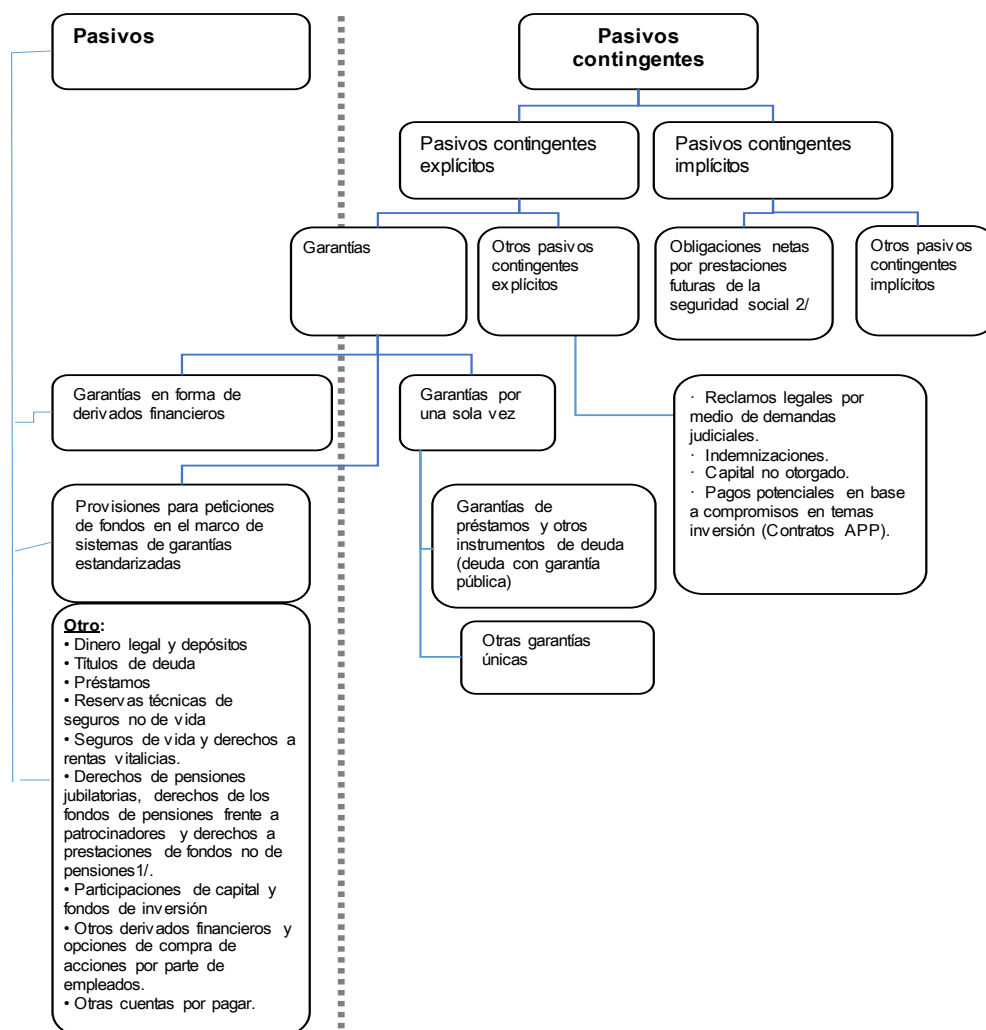 Pasivos
Pasivos
contingentes
Pasivos contingentes
explícitos
Pasivos contingentes
implícitos
Garantías
Otros pasivos
contingentes
explícitos
Obligaciones netas
por prestaciones
futuras de la
seguridad social 2/
Otros pasivos
contingentes
implícitos
Garantías en forma de
derivados financieros
Garantías por
una sola vez
· Reclamos legales por
medio de demandas
judiciales.
· Indemnizaciones.
· Capital no otorgado.
· Pagos potenciales en base
a compromisos en temas
inversión (Contratos APP).
Provisiones para peticiones
de fondos en el marco de
sistemas de garantías
estandarizadas
Garantías de
préstamos y otros
instrumentos de deuda
(deuda con garantía
pública)
Otras garantías
únicas
Otro:
• Dinero legal y depósitos
• Títulos de deuda
• Préstamos
• Reservas técnicas de
seguros no de vida
• Seguros de vida y derechos a
rentas vitalicias.
• Derechos de pensiones
jubilatorias, derechos de los
fondos de pensiones frente a
patrocinadores y derechos a
prestaciones de fondos no de
pensiones1/.
• Participaciones de capital y
fondos de inversión
• Otros derivados financieros y
opciones de compra de
acciones por parte de
empleados.
• Otras cuentas por pagar.